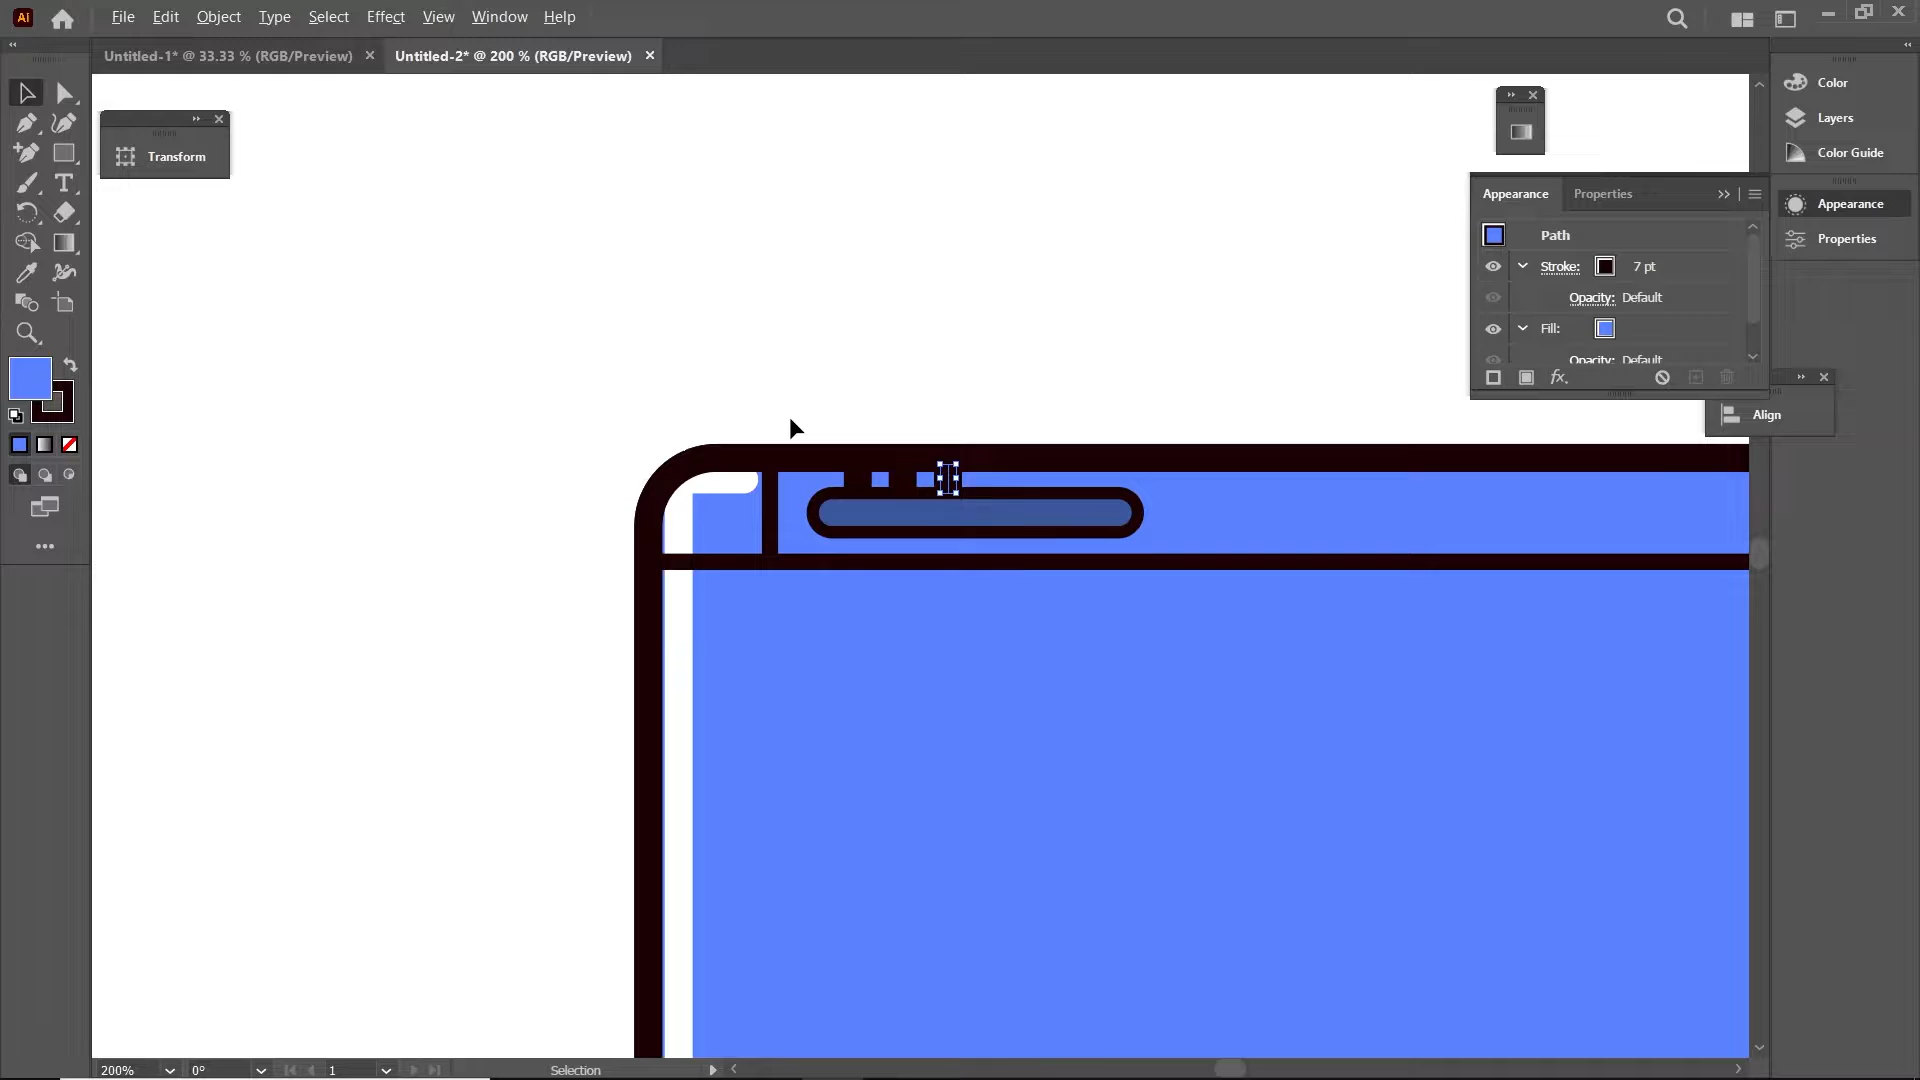 Ai File Edit Object Type Select Effect View Window Help
Untitled-1* @ 33.33 % (RGB/Preview) Untitled-2* @ 200 % (RGB/Preview)
Color
Layers
Color Guide
Transform
Appearance Properties
Appearance
Path
Properties
Stroke: 7 pt
Opacity: Default
Fill:
Opacity: Default
fx.
Align
200% 0° 1 Selection